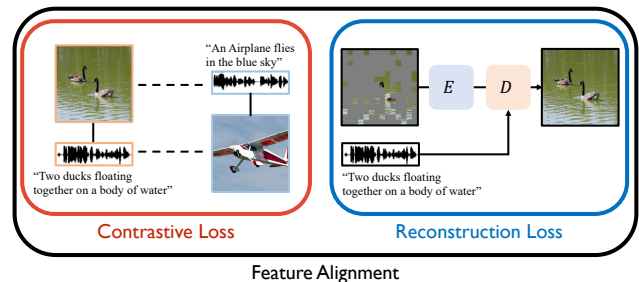 “An Airplane flies
in the blue sky”
“Two ducks floating
together on a body of water”
Contrastive Loss
E
D
“Two ducks floating
together on a body of water”
Reconstruction Loss
Feature Alignment